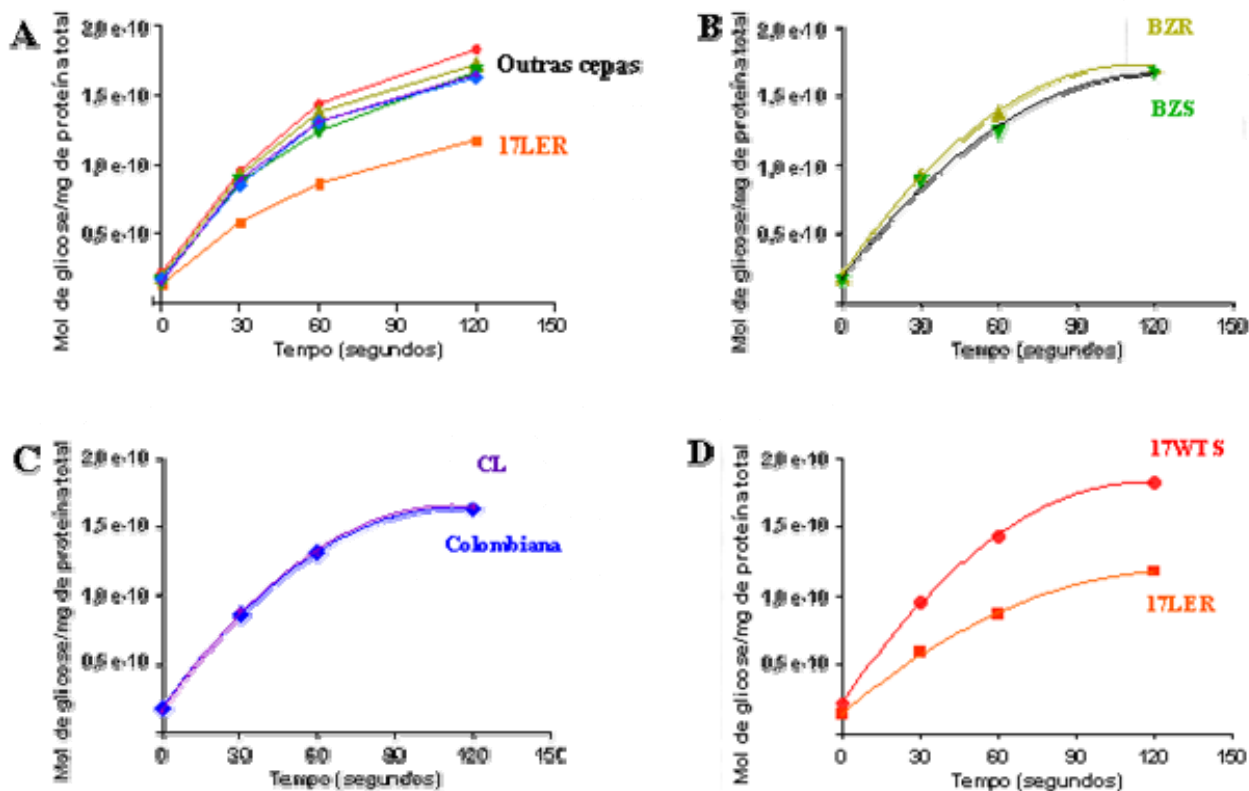 A
Mol de glicose/mg de proteína total
2,0 e-10
1,5 e-10
1,0 e-10
0,5 e-10
Outras cepas
17LER
0 30 60 90 120 150
Tempo (segundos)
B
Mol de glicose/mg de proteína total
2,0 e-10
1,5 e-10
1,0 e-10
0,5 e-10
BZR
BZS
0 30 60 90 120 150
Tempo (segundos)
C
Mol de glicose/mg de proteína total
2,0 e-10
1,5 e-10
1,0 e-10
0,5 e-10
CL
Colombiana
0 30 60 90 120 150
Tempo (segundos)
D
Mol de glicose/mg de proteína total
2,0 e-10
1,5 e-10
1,0 e-10
0,5 e-10
17WTS
17LER
0 30 60 90 120 150
Tempo (segundos)